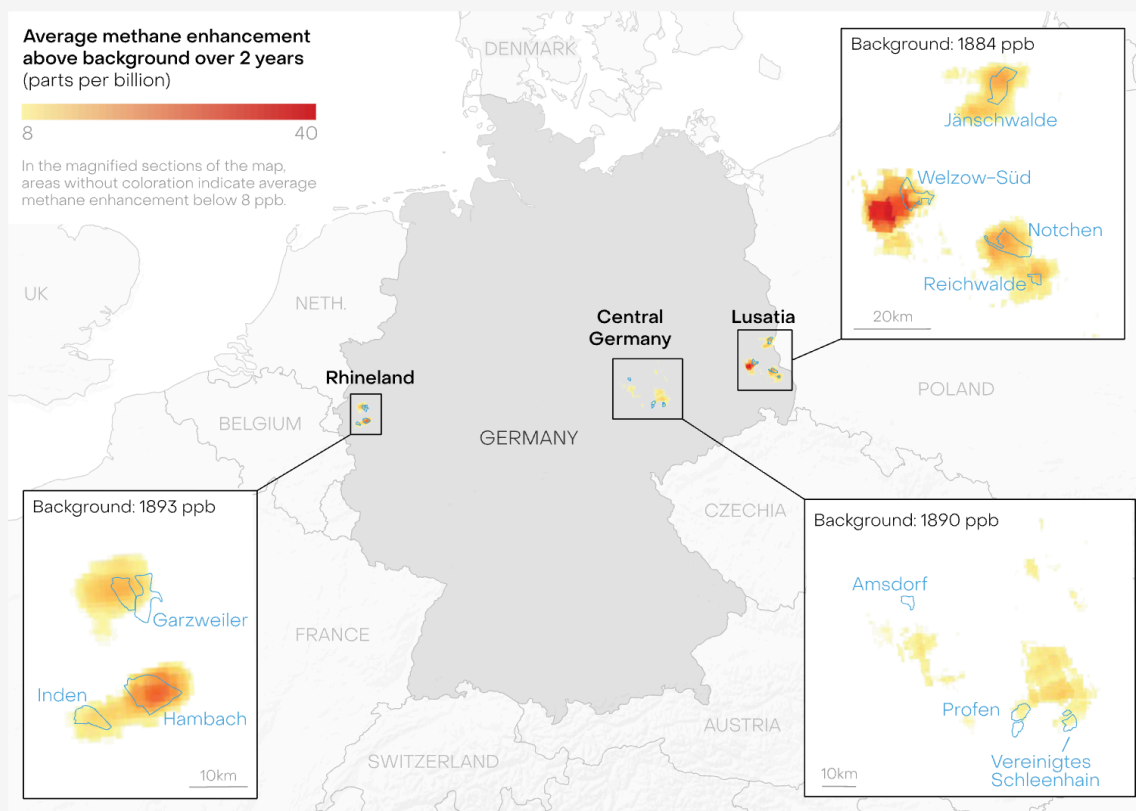 Average methane enhancement
above background over 2 years
(parts per billion)
8 40
In the magnified sections of the map,
areas without coloration indicate average
methane enhancement below 8 ppb.
DENMARK
UK
NETH.
BELGIUM
GERMANY
POLAND
CZECHIA
FRANCE
AUSTRIA
SWITZERLAND
Rhineland
Central
Germany
Lusatia
Background: 1884 ppb
Jänschwalde
Welzow-Süd
Notchen
Reichwalde
20km
Background: 1893 ppb
Garzweiler
Inden
Hambach
10km
Background: 1890 ppb
Amsdorf
Profen
Vereinigtes
Schleenhain
10km